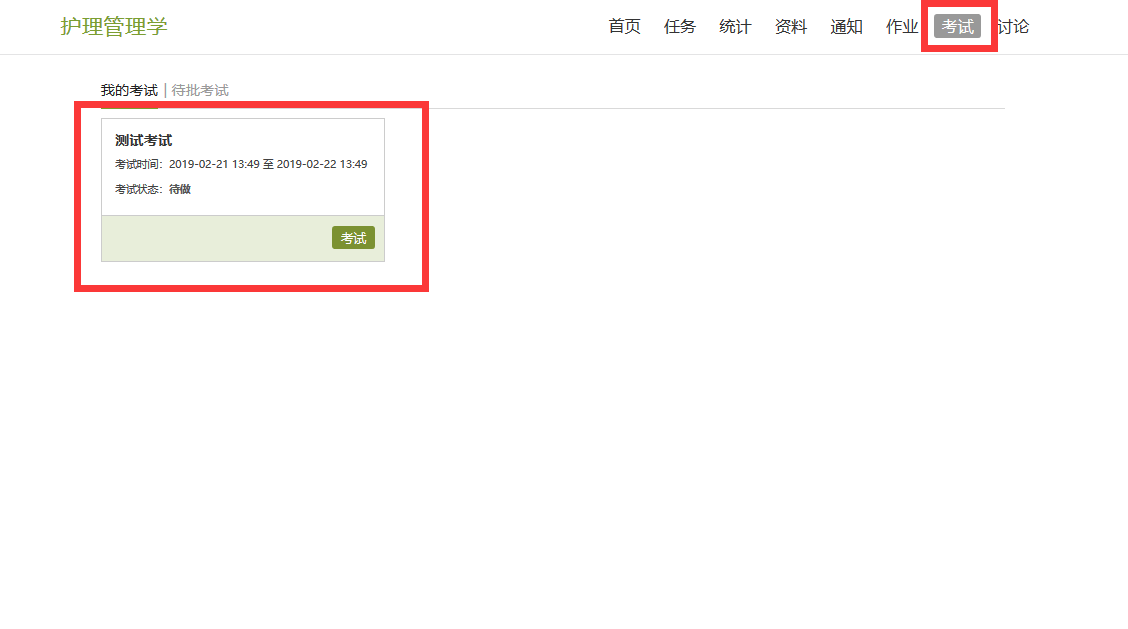 护理管理学
首页 任务 统计 资料 通知 作业 考试 讨论
我的考试 | 待批考试
测试考试
考试时间：2019-02-21 13:49 至 2019-02-22 13:49
考试状态：待做
考试